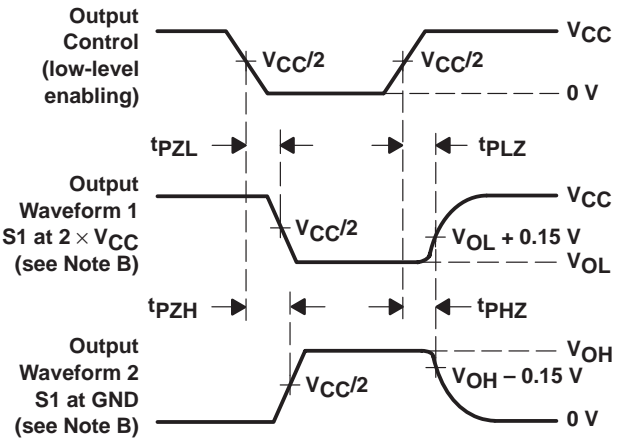 Output
Control
(low-level
enabling)
VCC/2
VCC/2
VCC
0 V
tPZL
tPLZ
Output
Waveform 1
S1 at 2 × VCC
(see Note B)
VCC/2
VCC
VOL + 0.15 V
VOL
tPZH
tPHZ
Output
Waveform 2
S1 at GND
(see Note B)
VCC/2
VOH
VOH – 0.15 V
0 V